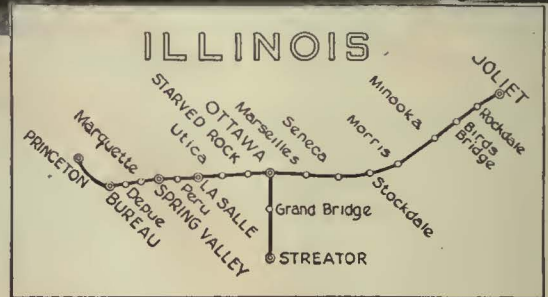 ILLINOIS
PRINCETON
BUREAU
Marquette
Depue
SPRING VALLEY
Peru
LA SALLE
Utica
STARVED ROCK
OTTAWA
Marseilles
Seneca
Stockdale
Morris
Minooka
Birds
Bridge
Rockdale
JOLIET
Grand Bridge
STREATOR